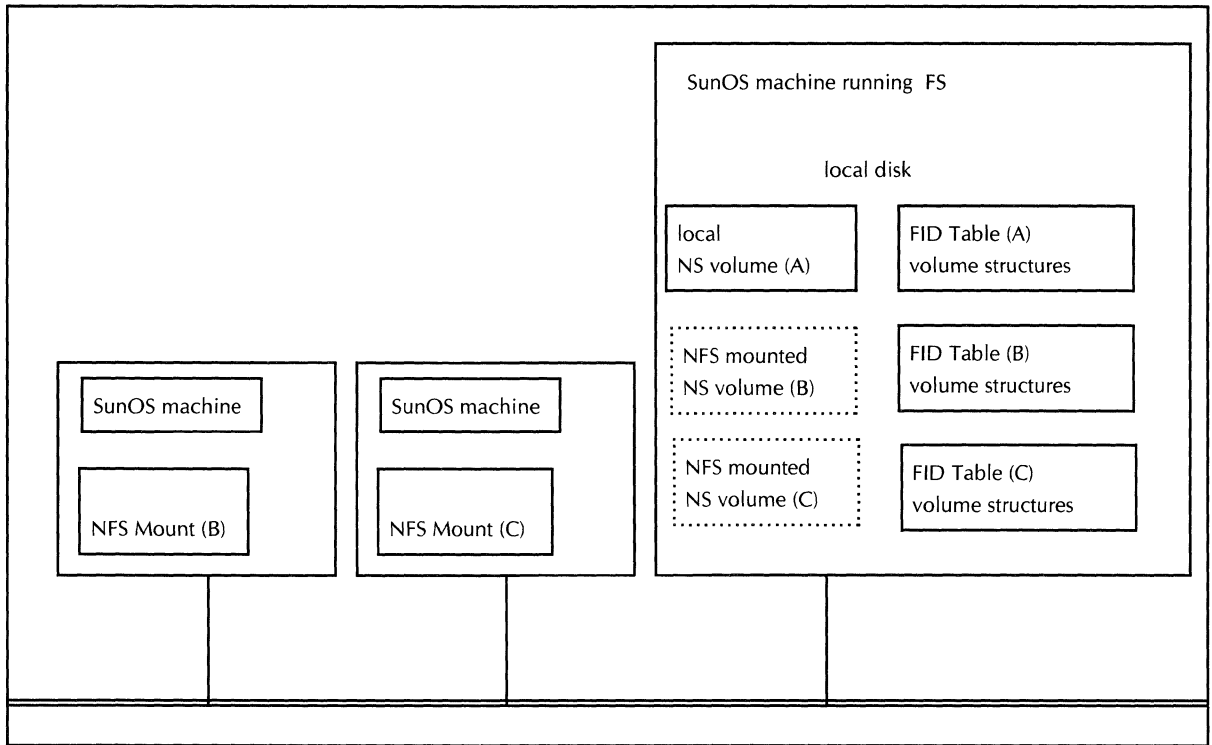 SunOS machine running FS
local disk
local
NS volume (A)
FID Table (A)
volume structures
NFS mounted
NS volume (B)
FID Table (B)
volume structures
NFS mounted
NS volume (C)
FID Table (C)
volume structures
SunOS machine
NFS Mount (B)
SunOS machine
NFS Mount (C)